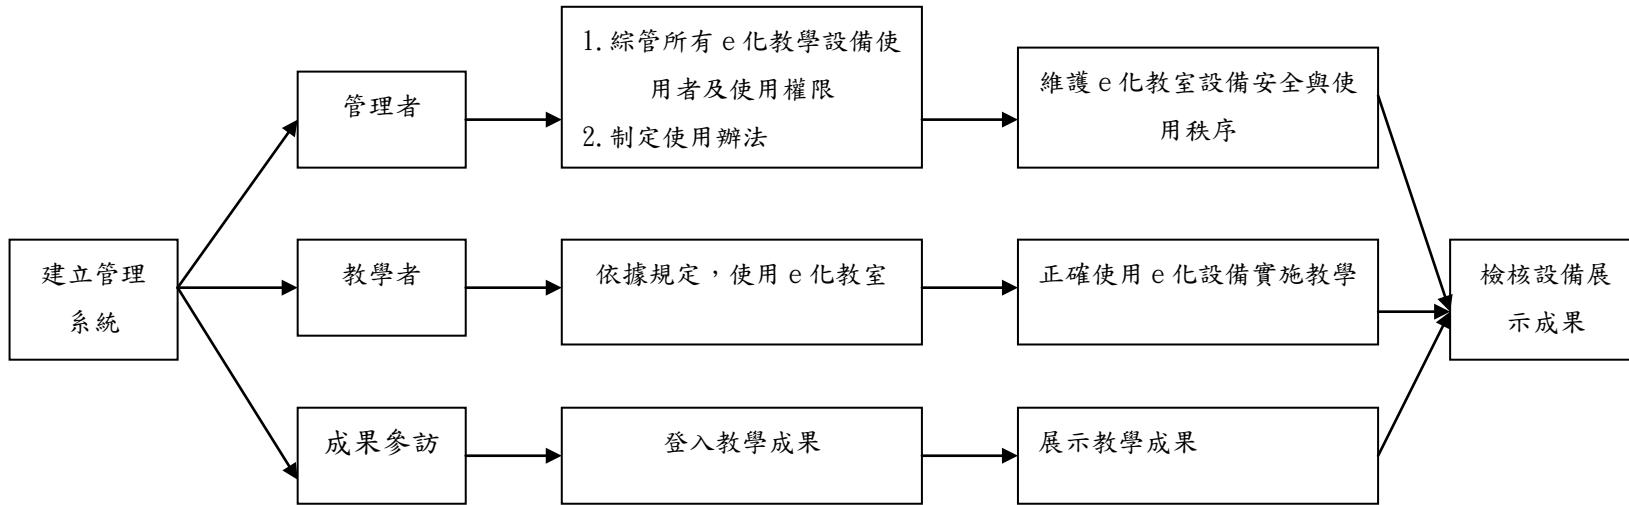 管理者
1.綜管所有e化教學設備使
用者及使用權限
2.制定使用辦法
維護e化教室設備安全與使
用秩序
建立管理
系統
教學者
依據規定，使用e化教室
正確使用e化設備實施教學
檢核設備展
示成果
成果參訪
登入教學成果
展示教學成果